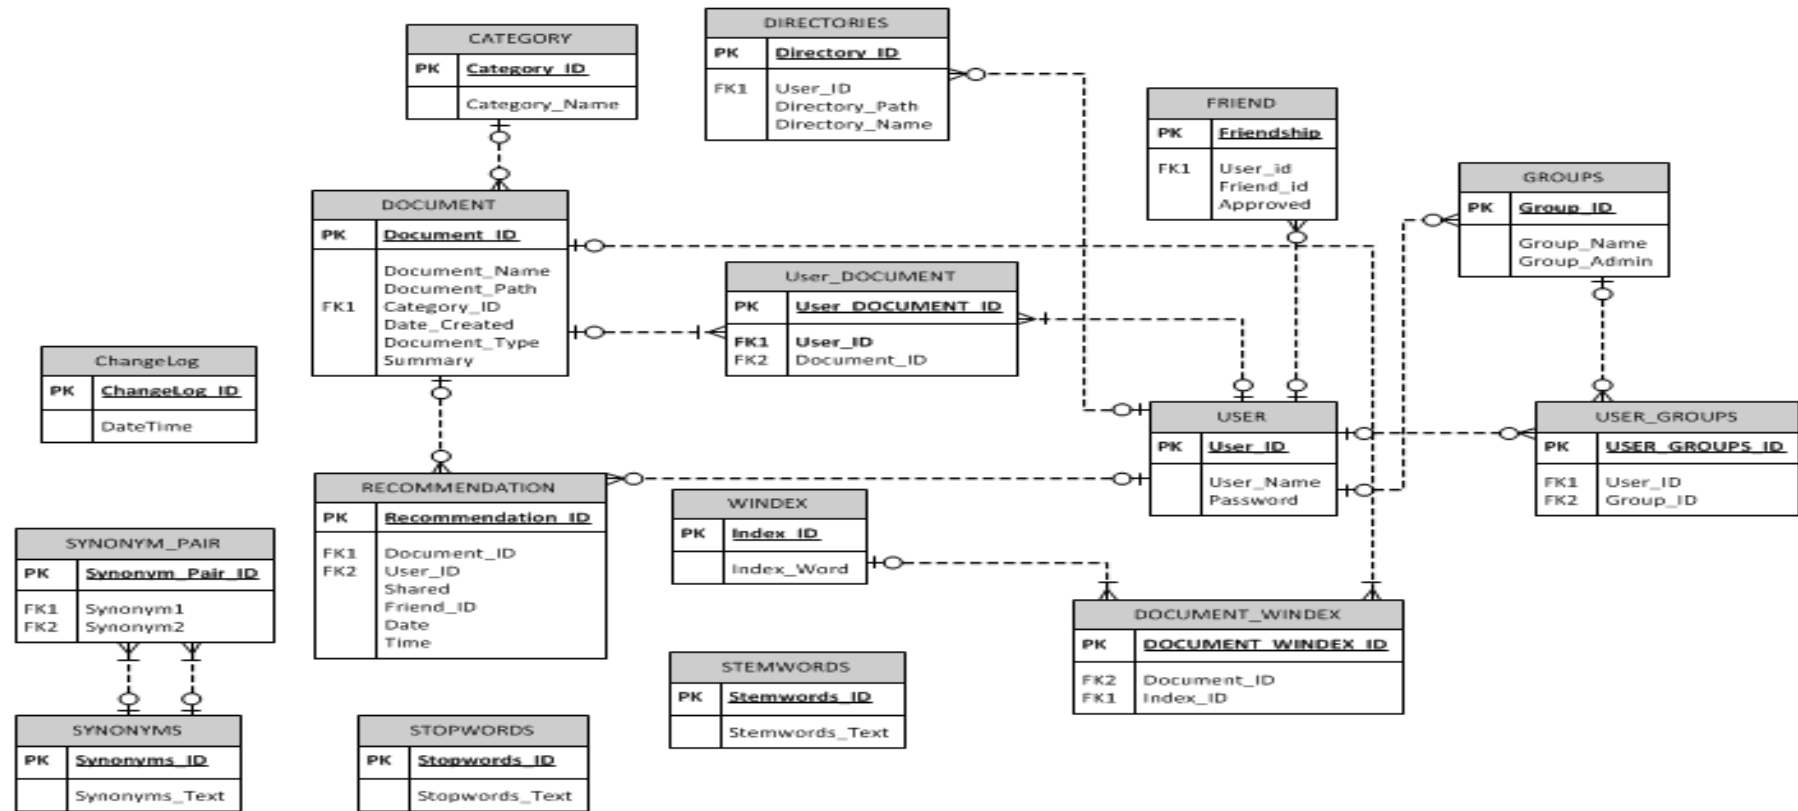 CATEGORY
PK Category_ID
Category_Name
DIRECTORIES
PK Directory_ID
FK1 User_ID
Directory_Path
Directory_Name
FRIEND
PK Friendship
FK1 User_id
Friend_id
Approved
GROUPS
PK Group_ID
Group_Name
Group_Admin
DOCUMENT
PK Document_ID
Document_Name
Document_Path
FK1 Category_ID
Date_Created
Document_Type
Summary
User_DOCUMENT
PK User_DOCUMENT_ID
FK1 User_ID
FK2 Document_ID
ChangeLog
PK ChangeLog_ID
DateTime
USER
PK User_ID
User_Name
Password
USER_GROUPS
PK USER_GROUPS_ID
FK1 User_ID
FK2 Group_ID
RECOMMENDATION
PK Recommendation_ID
FK1 Document_ID
FK2 User_ID
Shared
Friend_ID
Date
Time
WINDEX
PK Index_ID
Index_Word
SYNONYM_PAIR
PK Synonym_Pair_ID
FK1 Synonym1
FK2 Synonym2
DOCUMENT_WINDEX
PK DOCUMENT_WINDEX_ID
FK2 Document_ID
FK1 Index_ID
STEMWORDS
PK Stemwords_ID
Stemwords_Text
SYNONYMS
PK Synonyms_ID
Synonyms_Text
STOPWORDS
PK Stopwords_ID
Stopwords_Text